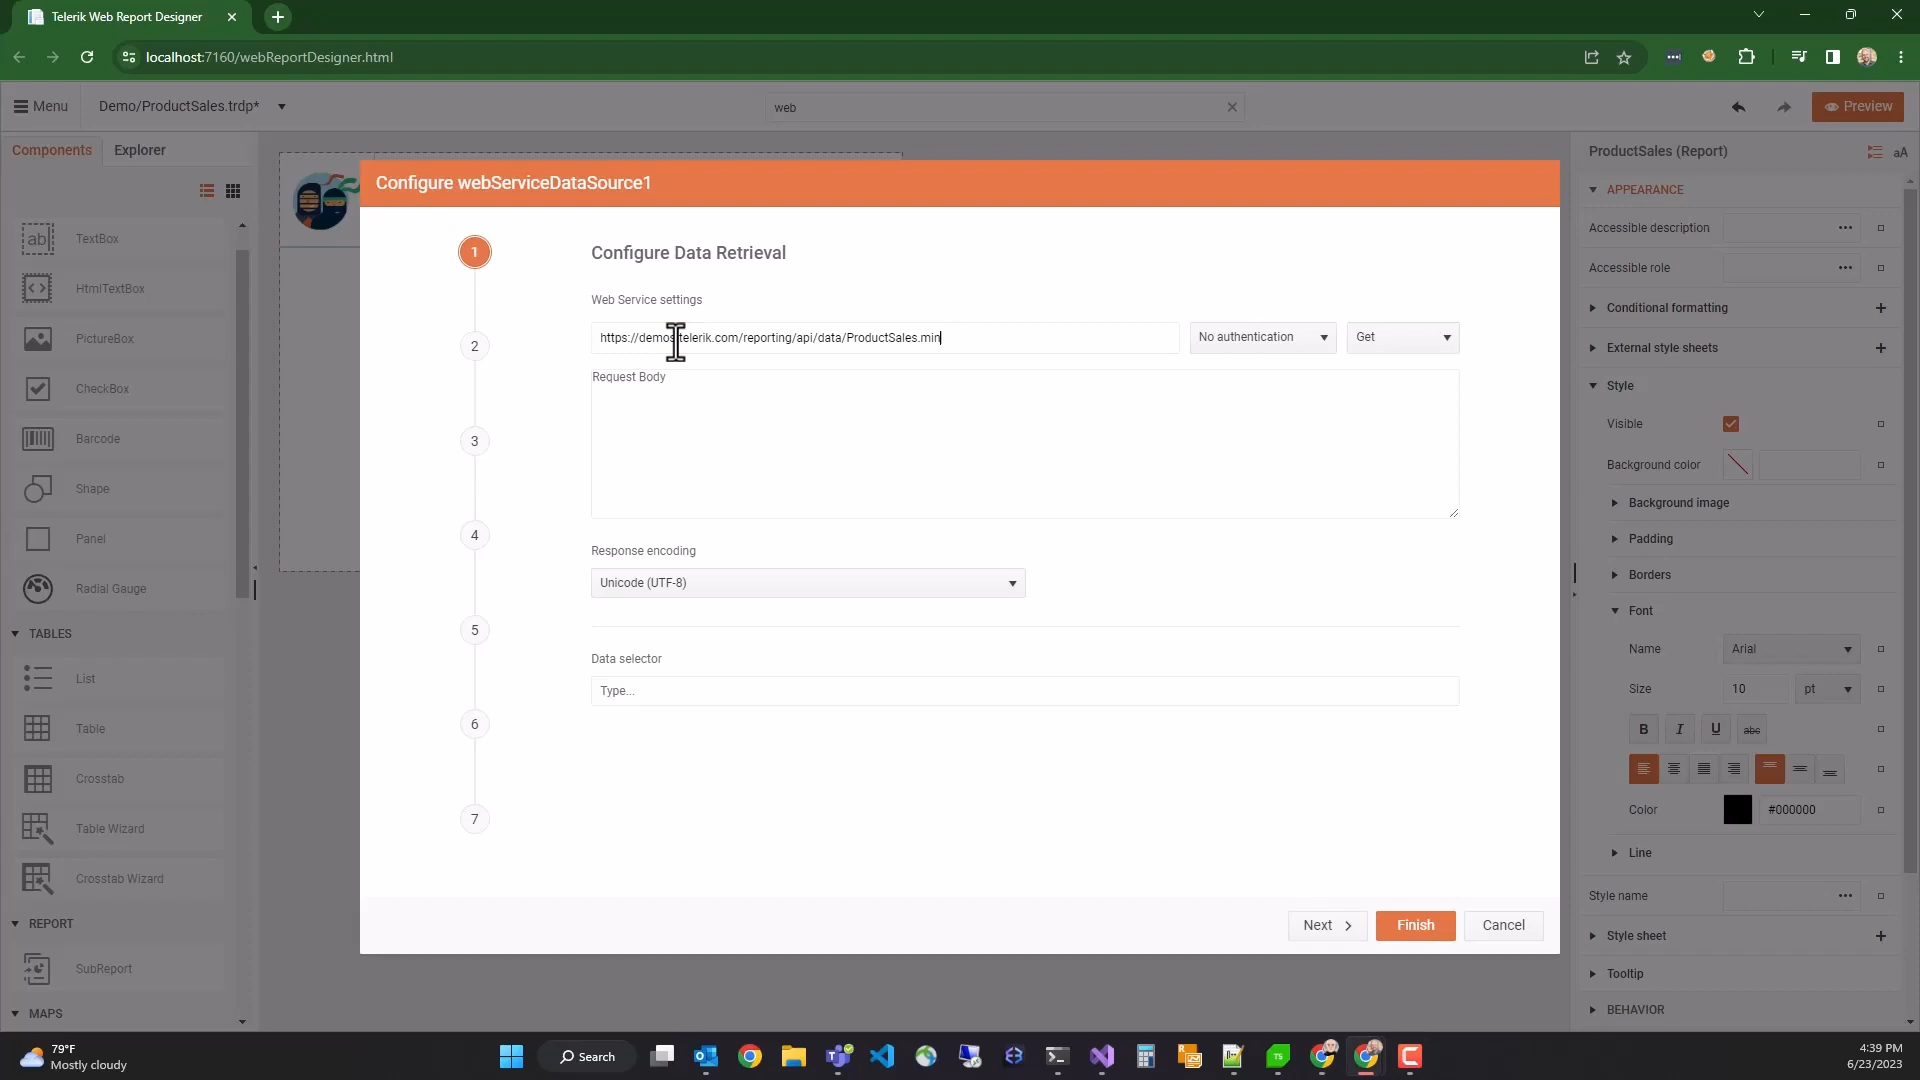 Telerik Web Report Designer
localhost:7160/webReportDesigner.html
Menu
Demo/ProductSales.trdp*
web
Preview
Components
Explorer
ab|
TextBox
HtmlTextBox
PictureBox
CheckBox
Barcode
Shape
Panel
Radial Gauge
TABLES
List
Table
Crosstab
Table Wizard
Crosstab Wizard
REPORT
SubReport
MAPS
Configure webServiceDataSource1
1
2
3
4
5
6
7
Configure Data Retrieval
Web Service settings
https://demos.telerik.com/reporting/api/data/ProductSales.min
No authentication
Get
Request Body
Response encoding
Unicode (UTF-8)
Data selector
Type...
Next
Finish
Cancel
ProductSales (Report)
aA
APPEARANCE
Accessible description
Accessible role
Conditional formatting
External style sheets
Style
Visible
Background color
Background image
Padding
Borders
Font
Name
Arial
Size
10
pt
B I U abc
Color
#000000
Line
Style name
Style sheet
Tooltip
BEHAVIOR
79°F
Mostly cloudy
Search
4:39 PM
6/23/2023